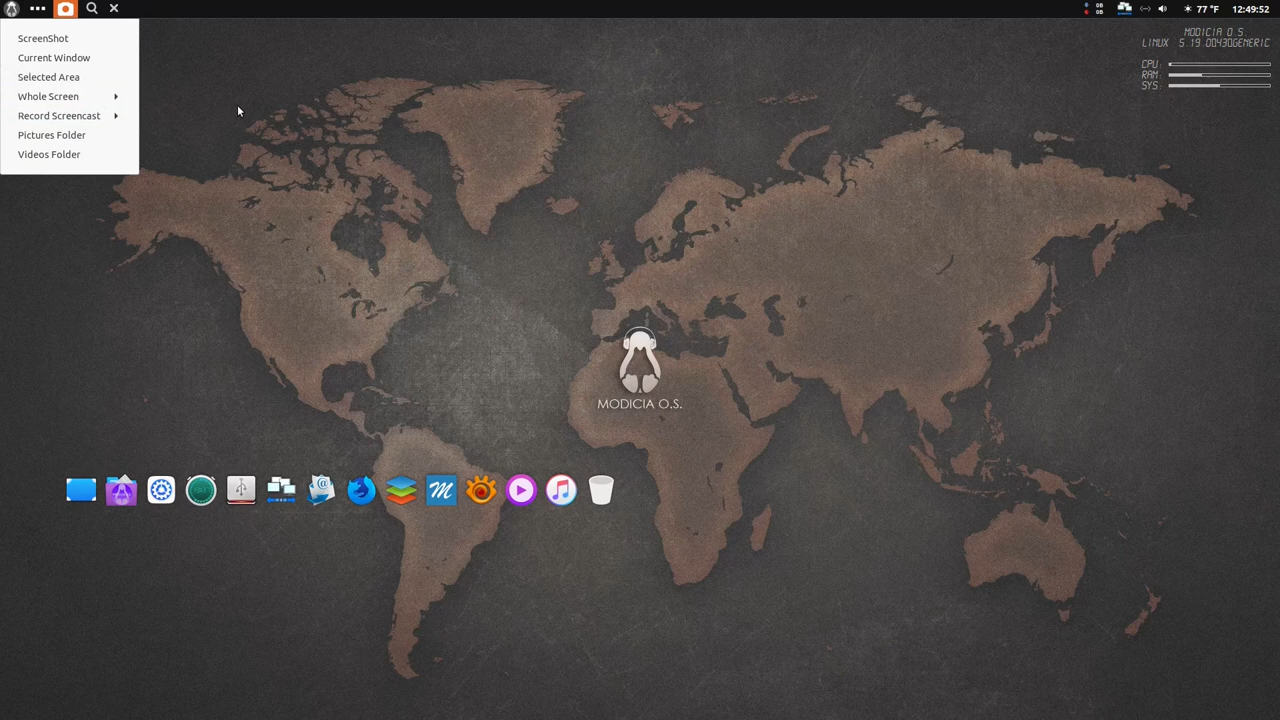 77 °F
12:49:52
ScreenShot
Current Window
Selected Area
Whole Screen
Record Screencast
Pictures Folder
Videos Folder
MODICIA O.S.
LINUX 5.19.0043GENERIC
CPU:
RAM:
SYS:
MODICIA O.S.